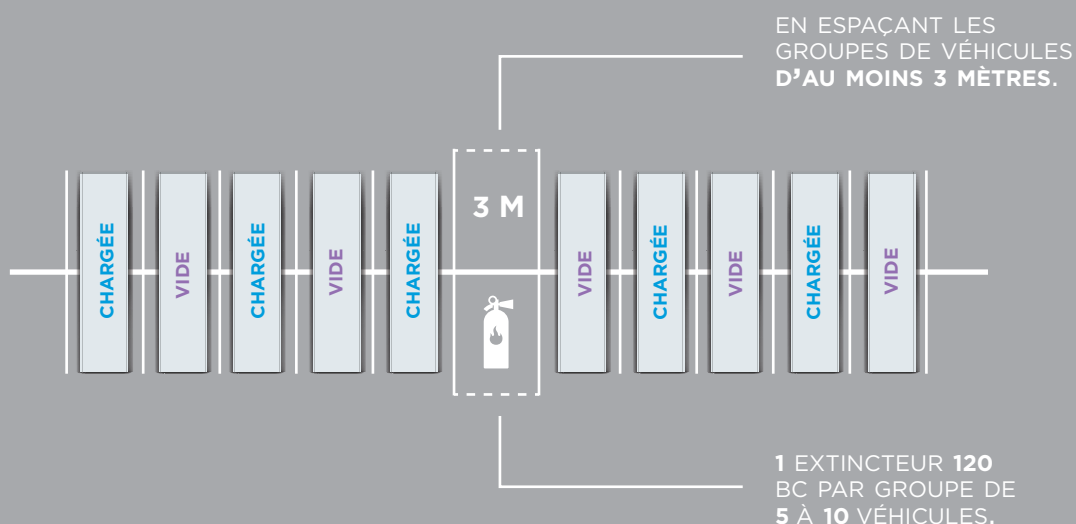 EN ESPAÇANT LES
GROUPES DE VÉHICULES
D’AU MOINS 3 MÈTRES.
CHARGÉE
VIDE
CHARGÉE
VIDE
CHARGÉE
3 M
VIDE
CHARGÉE
VIDE
CHARGÉE
VIDE
1 EXTINCTEUR 120
BC PAR GROUPE DE
5 À 10 VÉHICULES.